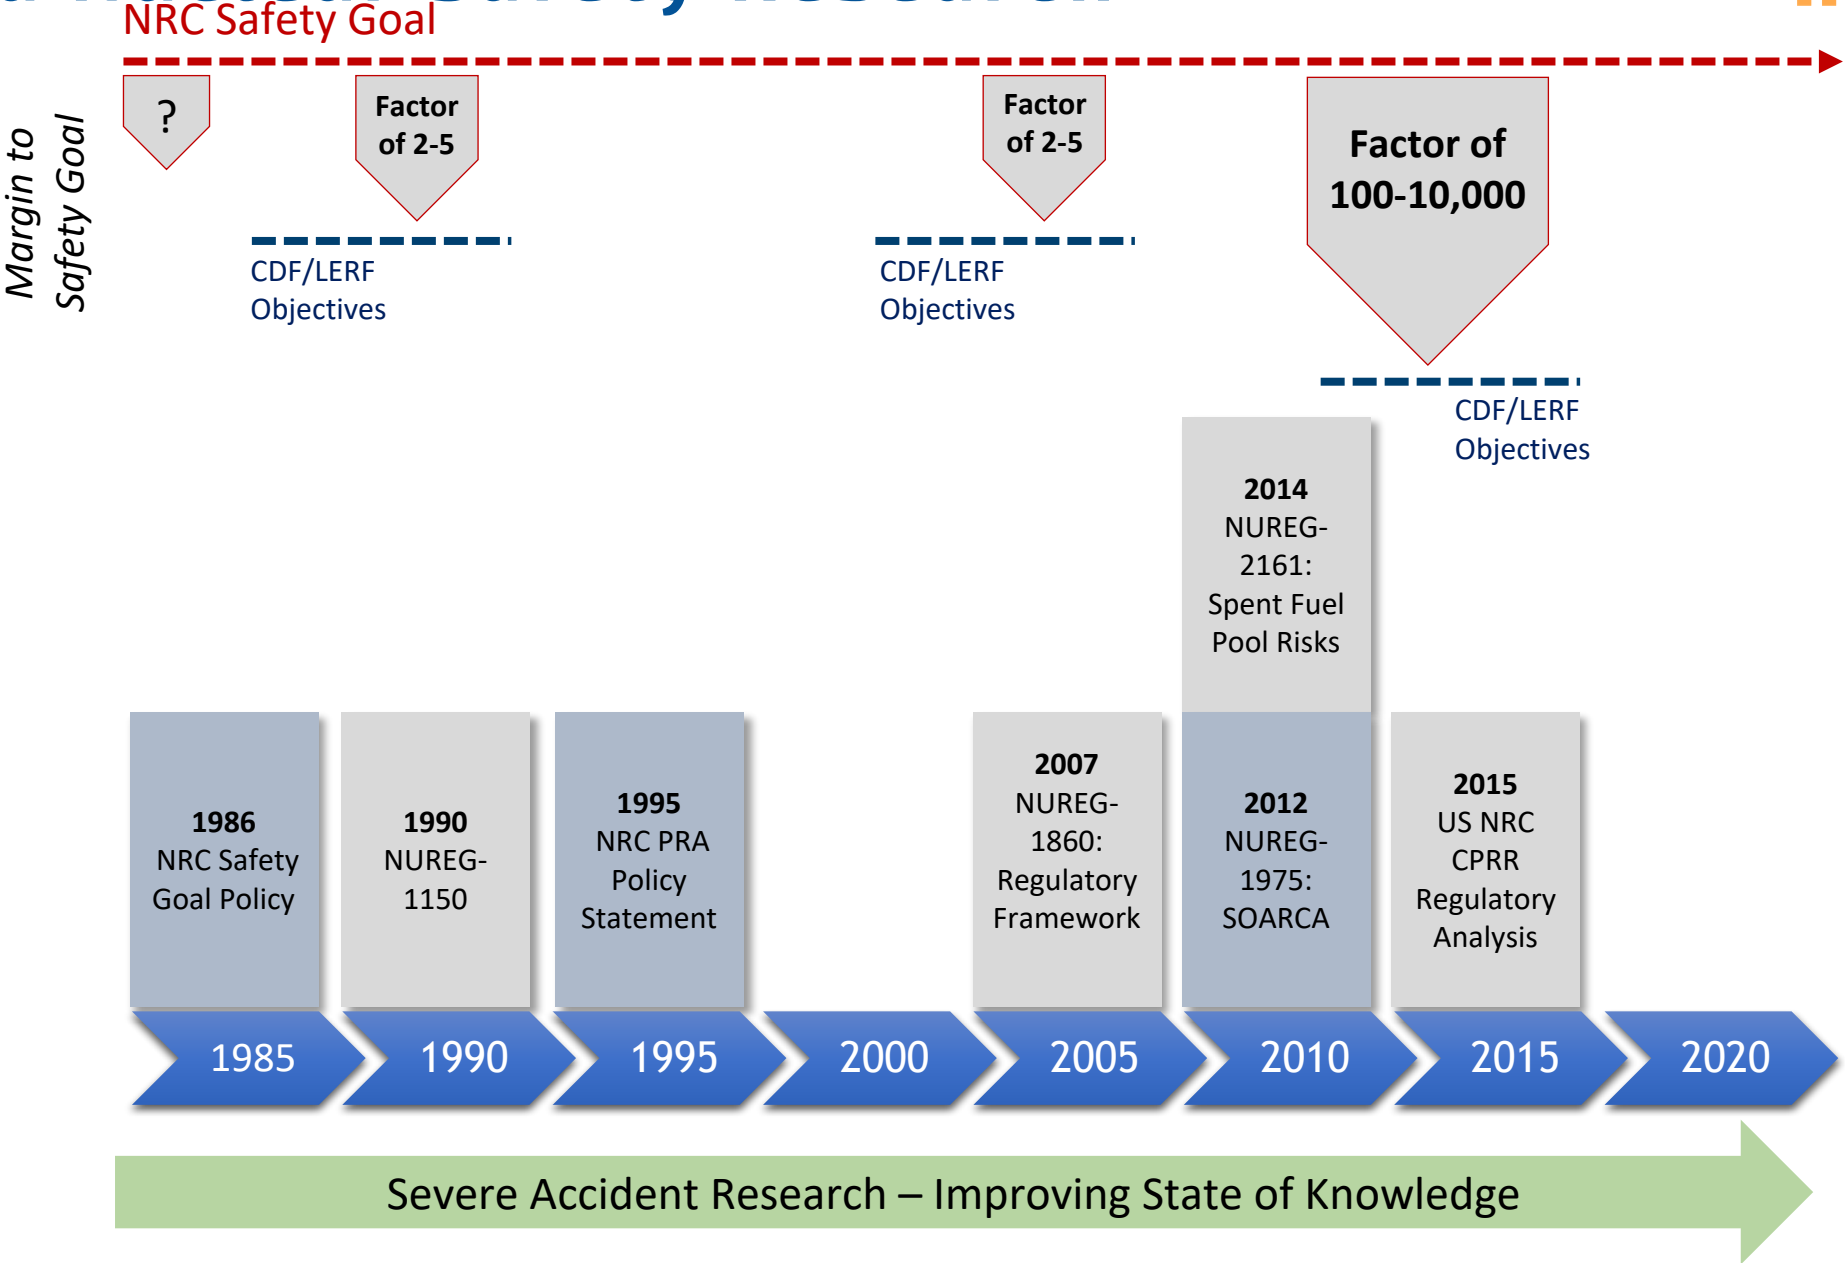 NRC Safety Goal
Margin to
Safety Goal
?
Factor
of 2-5
Factor
of 2-5
Factor of
100-10,000
CDF/LERF
Objectives
CDF/LERF
Objectives
CDF/LERF
Objectives
2014
NUREG-
2161:
Spent Fuel
Pool Risks
1986
NRC Safety
Goal Policy
1990
NUREG-
1150
1995
NRC PRA
Policy
Statement
2007
NUREG-
1860:
Regulatory
Framework
2012
NUREG-
1975:
SOARCA
2015
US NRC
CPRR
Regulatory
Analysis
1985
1990
1995
2000
2005
2010
2015
2020
Severe Accident Research – Improving State of Knowledge